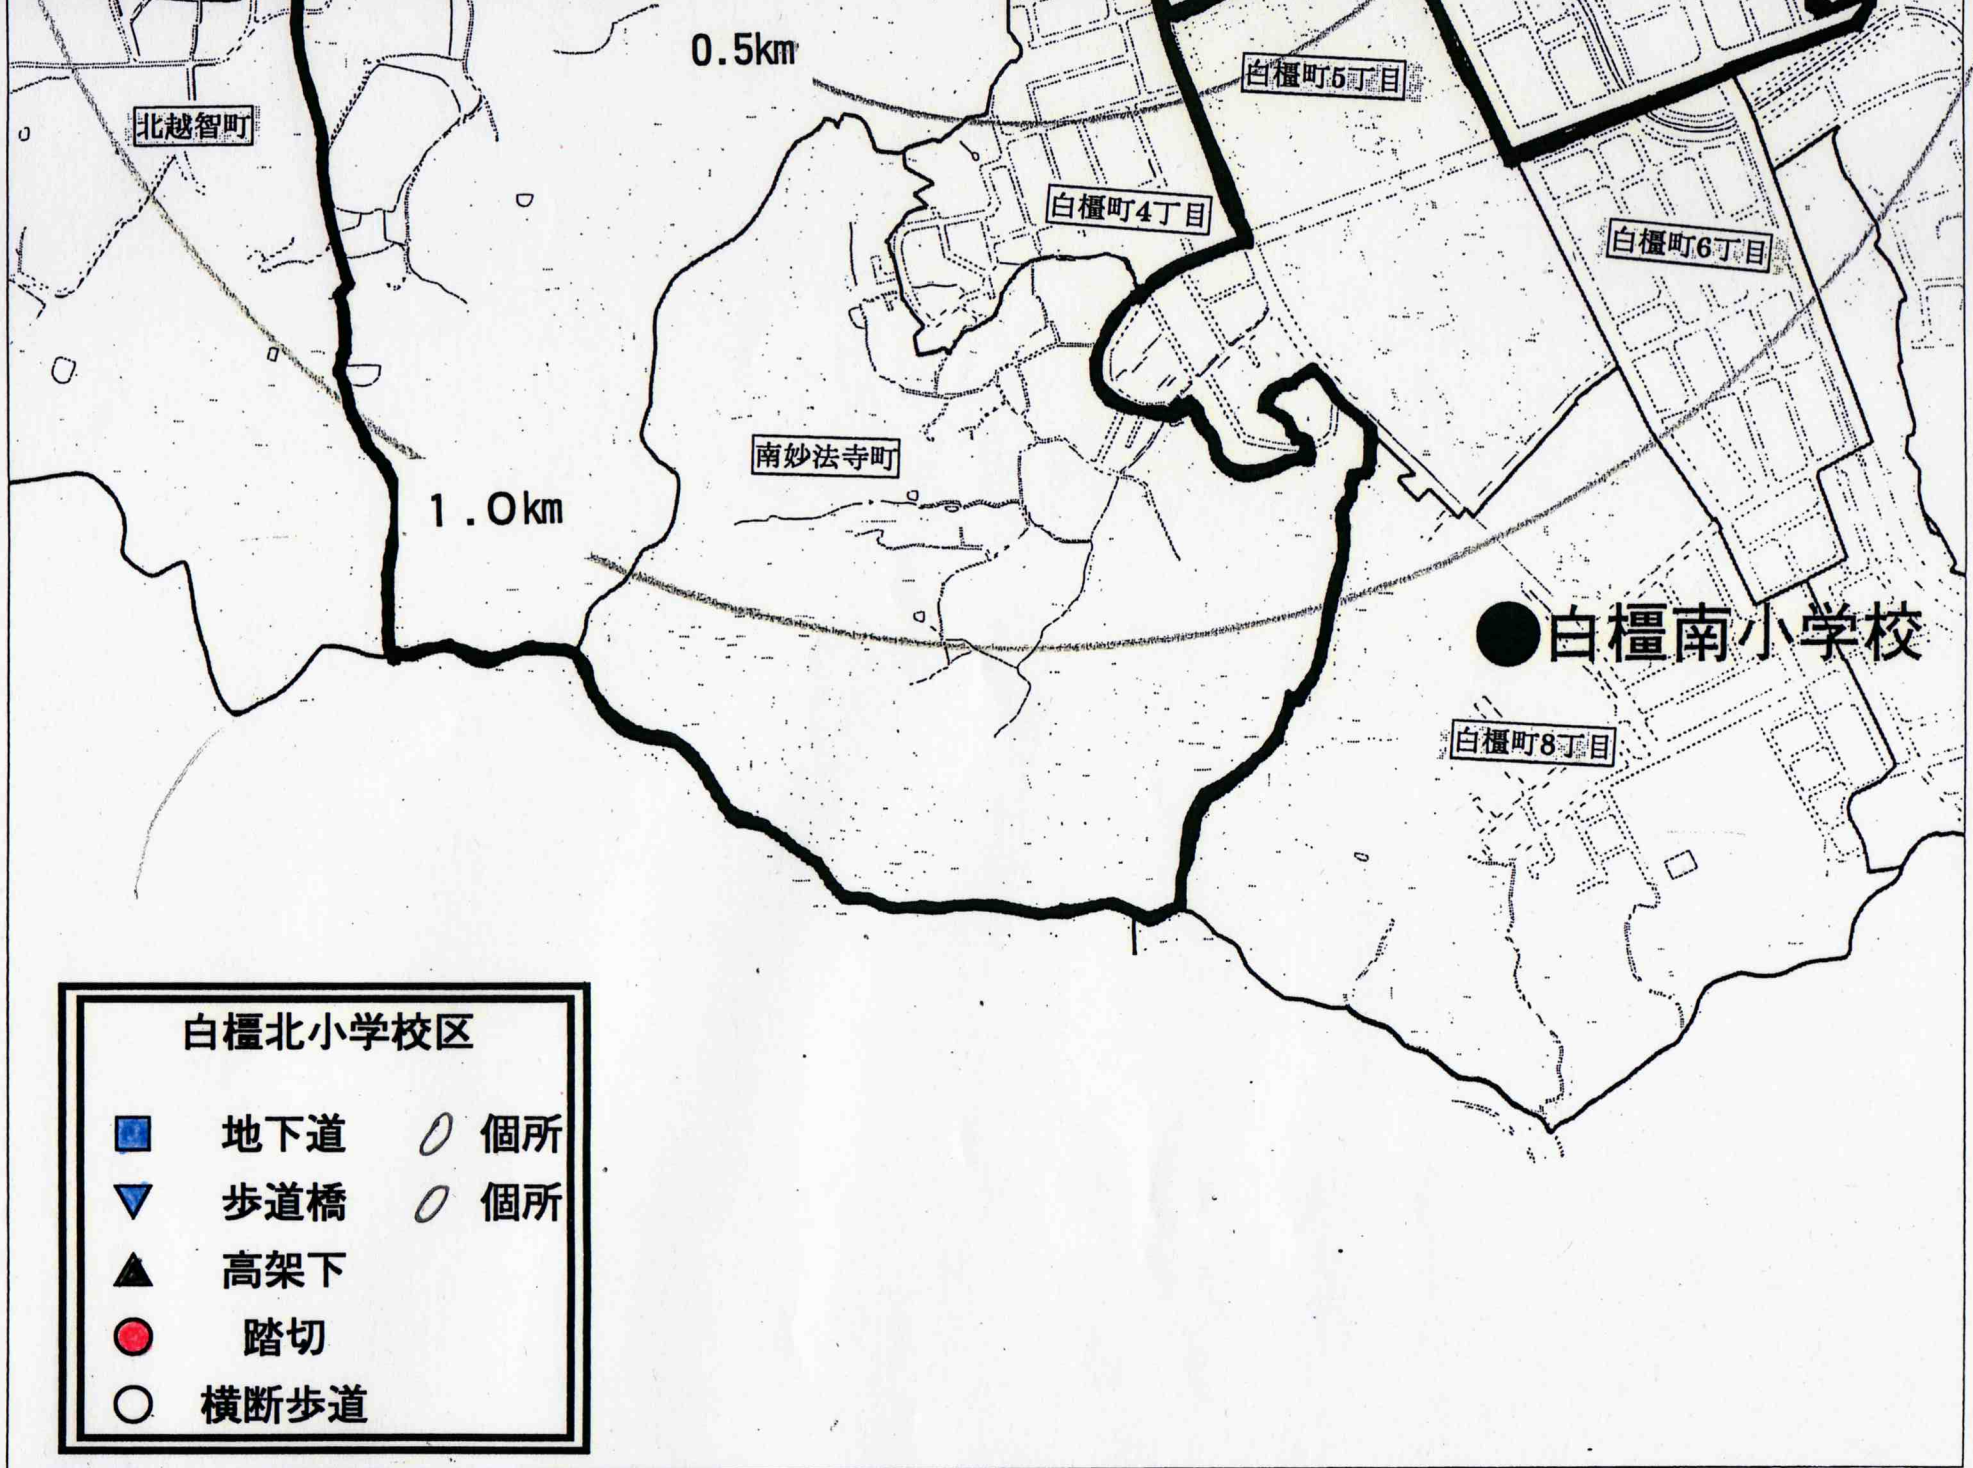 0.5km
白橿町5丁目
北越智町
白橿町4丁目
白橿町6丁目
南妙法寺町
1.0km
白橿南小学校
白橿町8丁目
白橿北小学校区
地下道 0 個所
歩道橋 0 個所
高架下
踏切
横断歩道